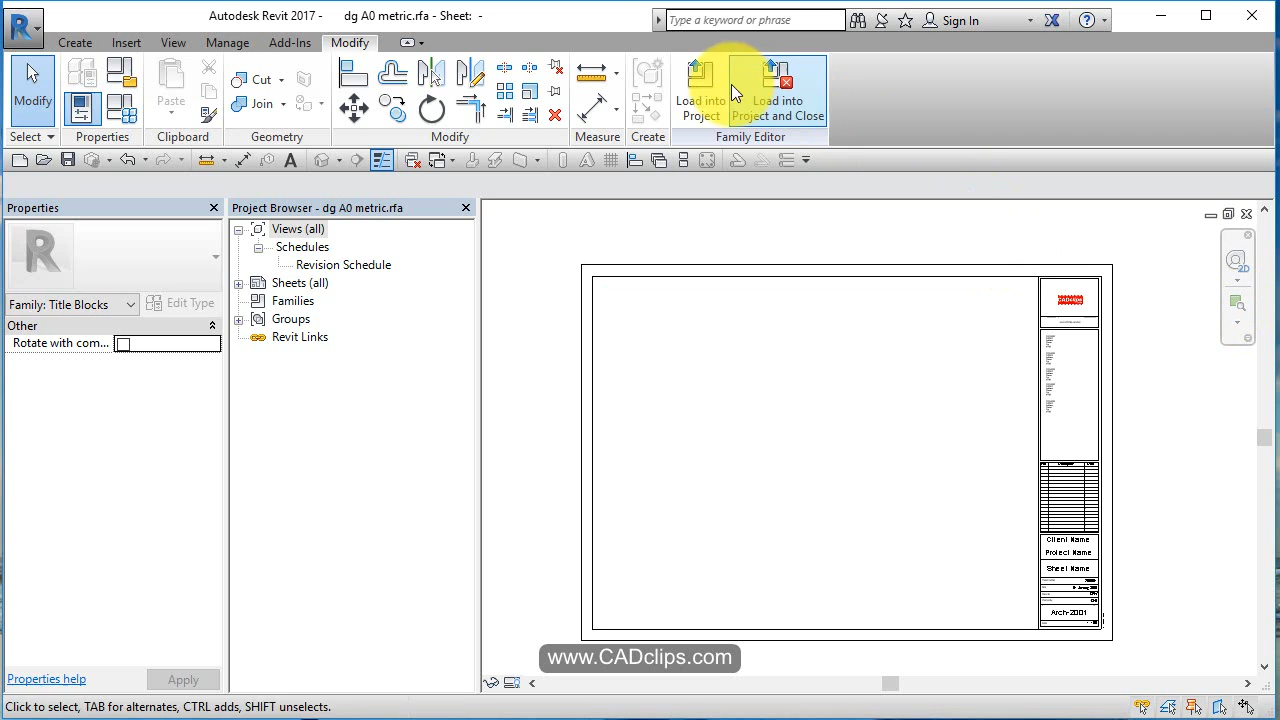 Autodesk Revit 2017 - dg A0 metric.rfa - Sheet: -
Type a keyword or phrase
Sign In
Create Insert View Manage Add-Ins Modify
Modify
Paste
Cut
Join
Load into
Project
Load into
Project and Close
Select Properties Clipboard Geometry Modify Measure Create Family Editor
Properties
Project Browser - dg A0 metric.rfa
Views (all)
Schedules
Revision Schedule
Sheets (all)
Families
Groups
Revit Links
Family: Title Blocks
Edit Type
Other
Rotate with com...
CADclips
Client Name
Project Name
Sheet Name
Arch-2001
www.CADclips.com
Properties help
Apply
Click to select, TAB for alternates, CTRL adds, SHIFT unselects.
2D